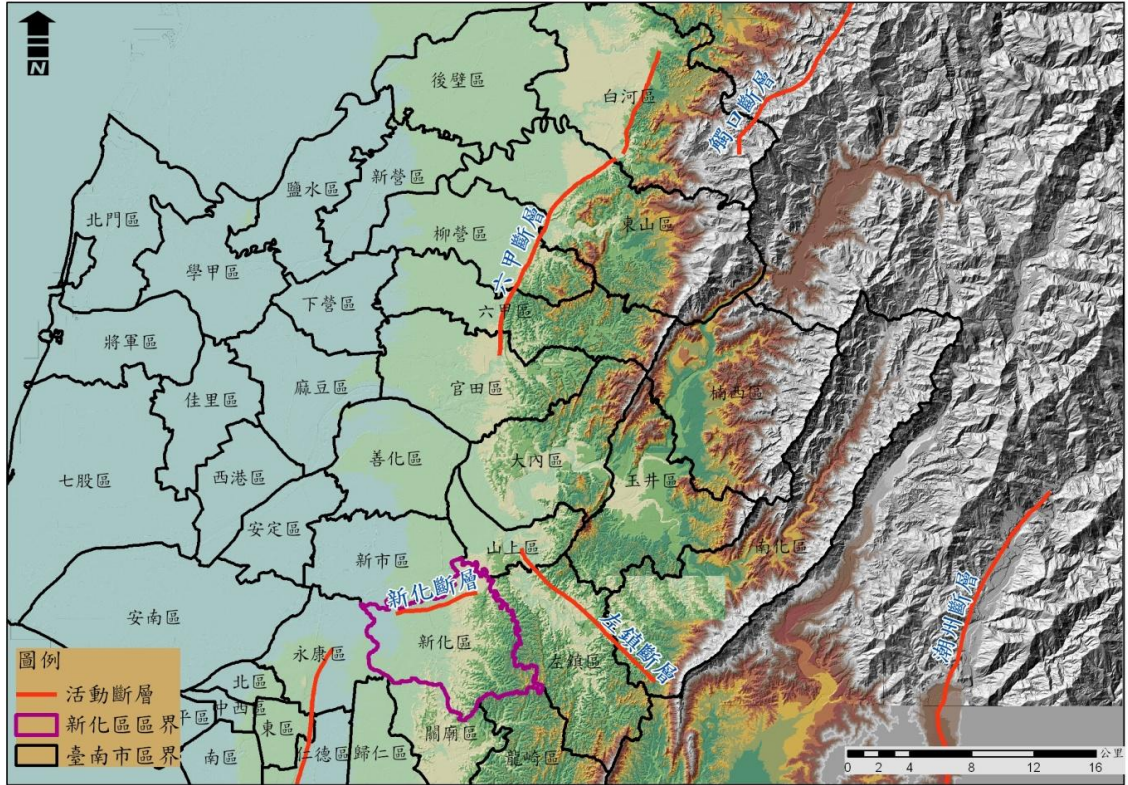 N
後壁區
白河區
觸口斷層
新營區
鹽水區
北門區
東山區
柳營區
六甲斷層
學甲區
下營區
六甲區
將軍區
官田區
麻豆區
佳里區
楠西區
善化區
大內區
七股區
西港區
玉井區
安定區
新市區
山上區
南化區
新化斷層
安南區
新化區
左鎮斷層
潮州斷層
永康區
左鎮區
圖例
活動斷層
新化區區界
臺南市區界
北區
中西區
平區
東區
南區
仁德區
歸仁區
關廟區
龍崎區
公里
0 2 4 8 12 16